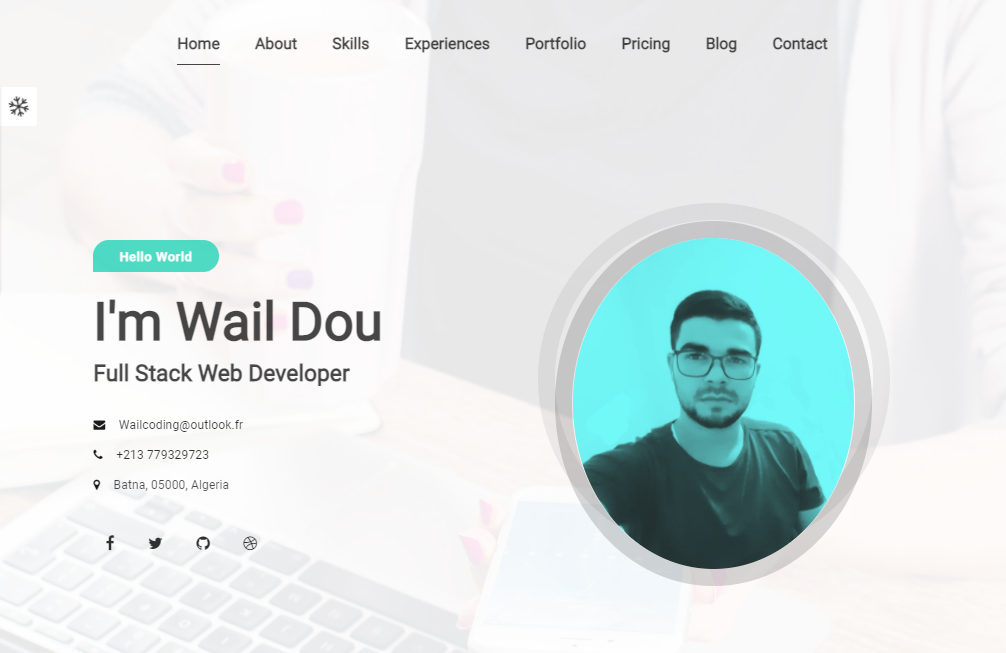 Home About Skills Experiences Portfolio Pricing Blog Contact
Hello World
I'm Wail Dou
Full Stack Web Developer
Wailcoding@outlook.fr
+213 779329723
Batna, 05000, Algeria